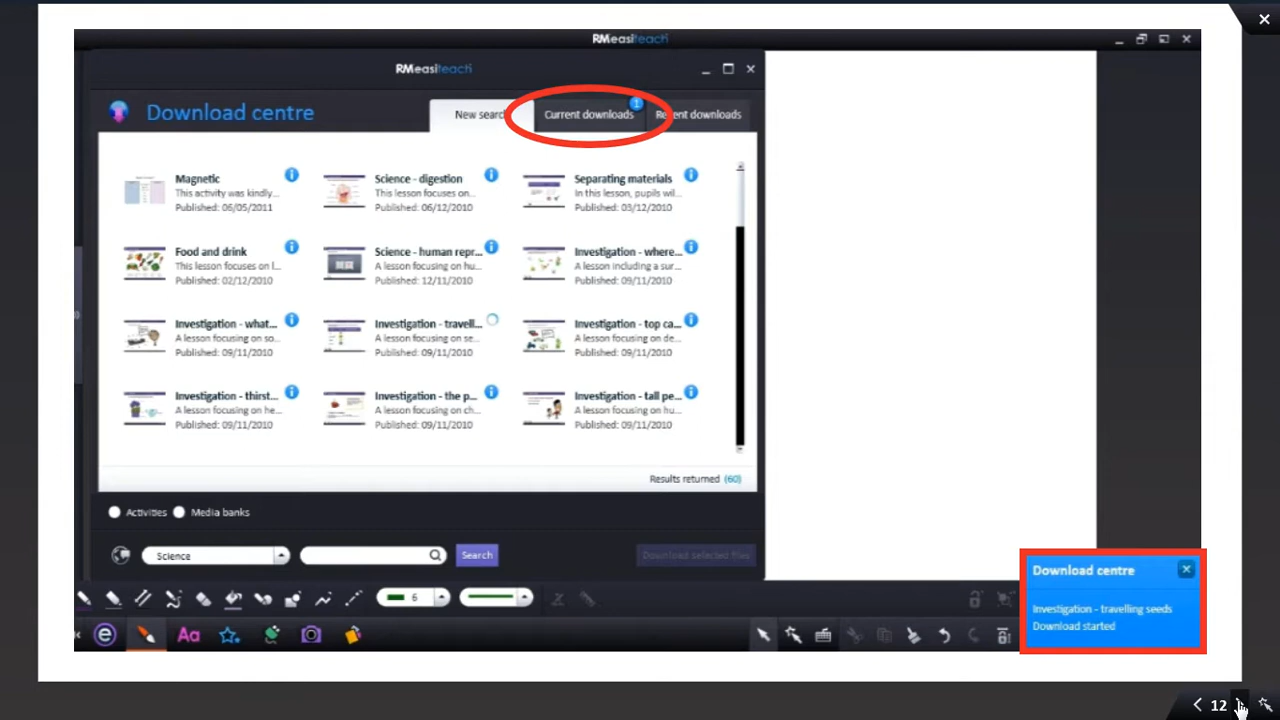 RMeasiteach
RMeasiteach
Download centre
New search
Current downloads
1
Recent downloads
Magnetic
This activity was kindly...
Published: 06/05/2011
Science - digestion
This lesson focuses on...
Published: 06/12/2010
Separating materials
In this lesson, pupils wil...
Published: 03/12/2010
Food and drink
This lesson focuses on l...
Published: 02/12/2010
Science - human repr...
A lesson focusing on hu...
Published: 12/11/2010
Investigation - where...
A lesson including a sur...
Published: 09/11/2010
Investigation - what...
A lesson focusing on so...
Published: 09/11/2010
Investigation - travell...
A lesson focusing on se...
Published: 09/11/2010
Investigation - top ca...
A lesson focusing on de...
Published: 09/11/2010
Investigation - thirst...
A lesson focusing on he...
Published: 09/11/2010
Investigation - the p...
A lesson focusing on ch...
Published: 09/11/2010
Investigation - tall pe...
A lesson focusing on hu...
Published: 09/11/2010
Results returned (60)
Activities
Media banks
Science
Search
Download selected files
6
Aa
Download centre
Investigation - travelling seeds
Download started
12